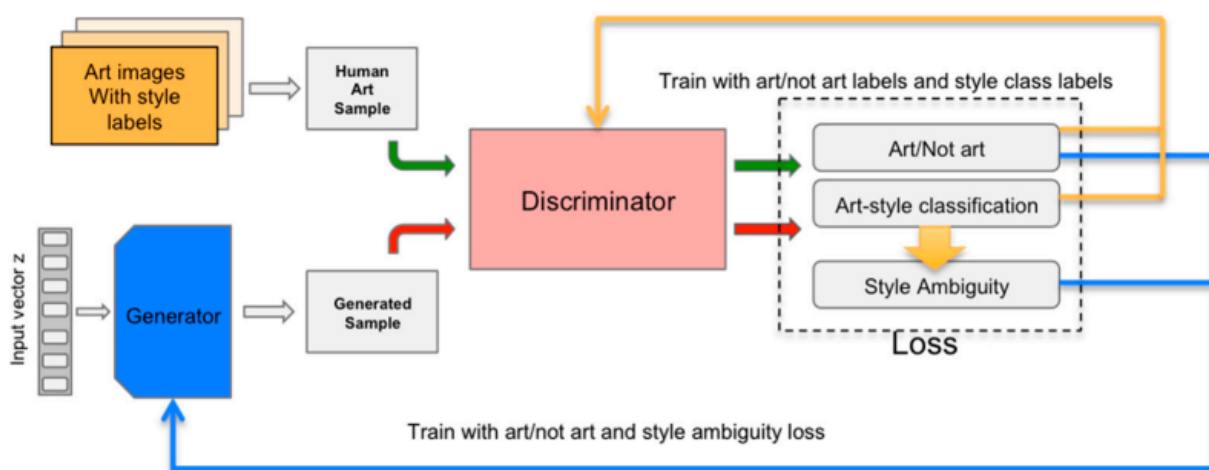 Art images
With style
labels
Human
Art
Sample
Train with art/not art labels and style class labels
Art/Not art
Discriminator
Art-style classification
Style Ambiguity
Loss
Input vector z
Generator
Generated
Sample
Train with art/not art and style ambiguity loss